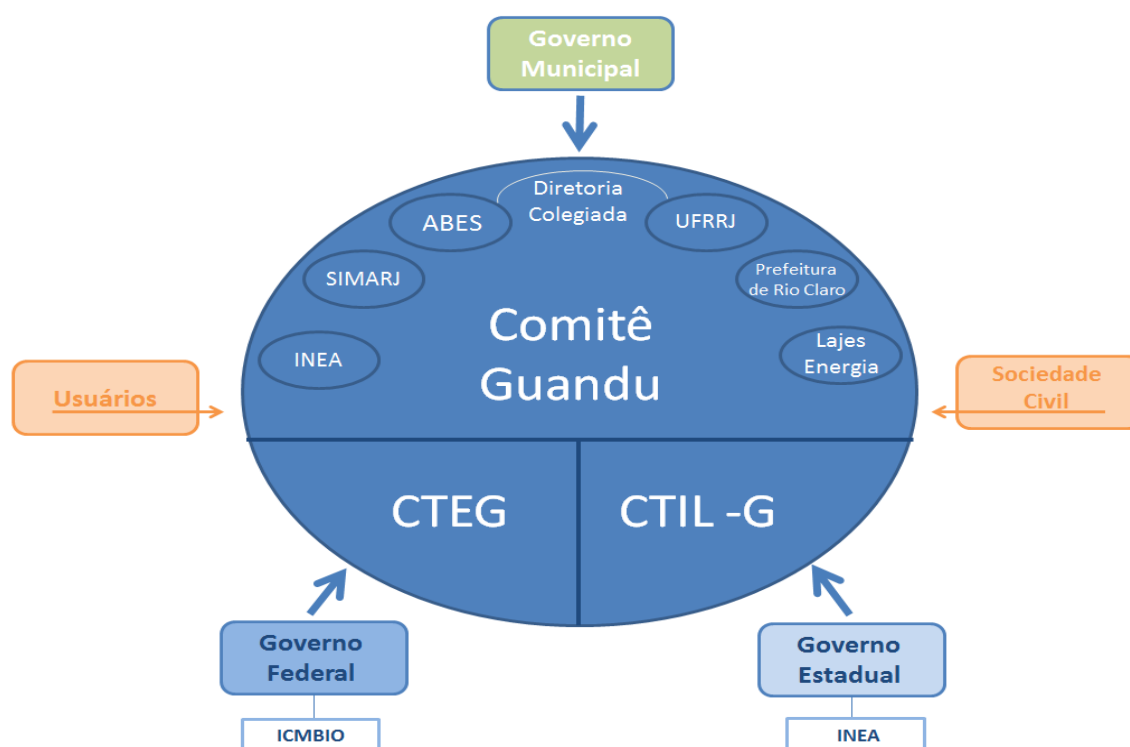 Governo
Municipal
Diretoria
Colegiada
ABES
UFRRJ
SIMARJ
Prefeitura
de Rio Claro
INEA
Lajes
Energia
Comitê
Guandu
Usuários
Sociedade
Civil
CTEG
CTIL -G
Governo
Federal
Governo
Estadual
ICMBIO
INEA